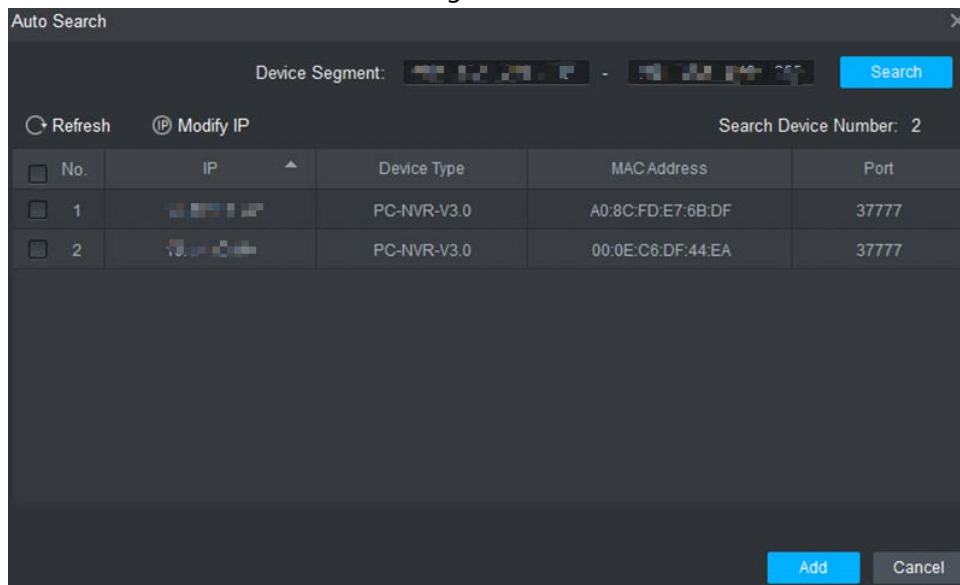 Auto Search
Device Segment: - Search
Refresh IP Modify IP Search Device Number: 2
No. IP Device Type MAC Address Port
1 PC-NVR-V3.0 A0:8C:FD:E7:6B:DF 37777
2 PC-NVR-V3.0 00:0E:C6:DF:44:EA 37777
Add Cancel